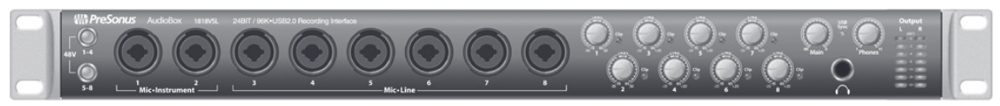 PreSonus AudioBox 1818VSL 24BIT / 96K•USB2.0 Recording Interface
48V
1-4
5-8
1 2 3 4 5 6 7 8
Mic•Instrument Mic•Line
Clip Clip Clip Clip
1 3 5 7
Clip Clip Clip Clip
2 4 6 8
Main
USB
Sync
Phones
Output
L R